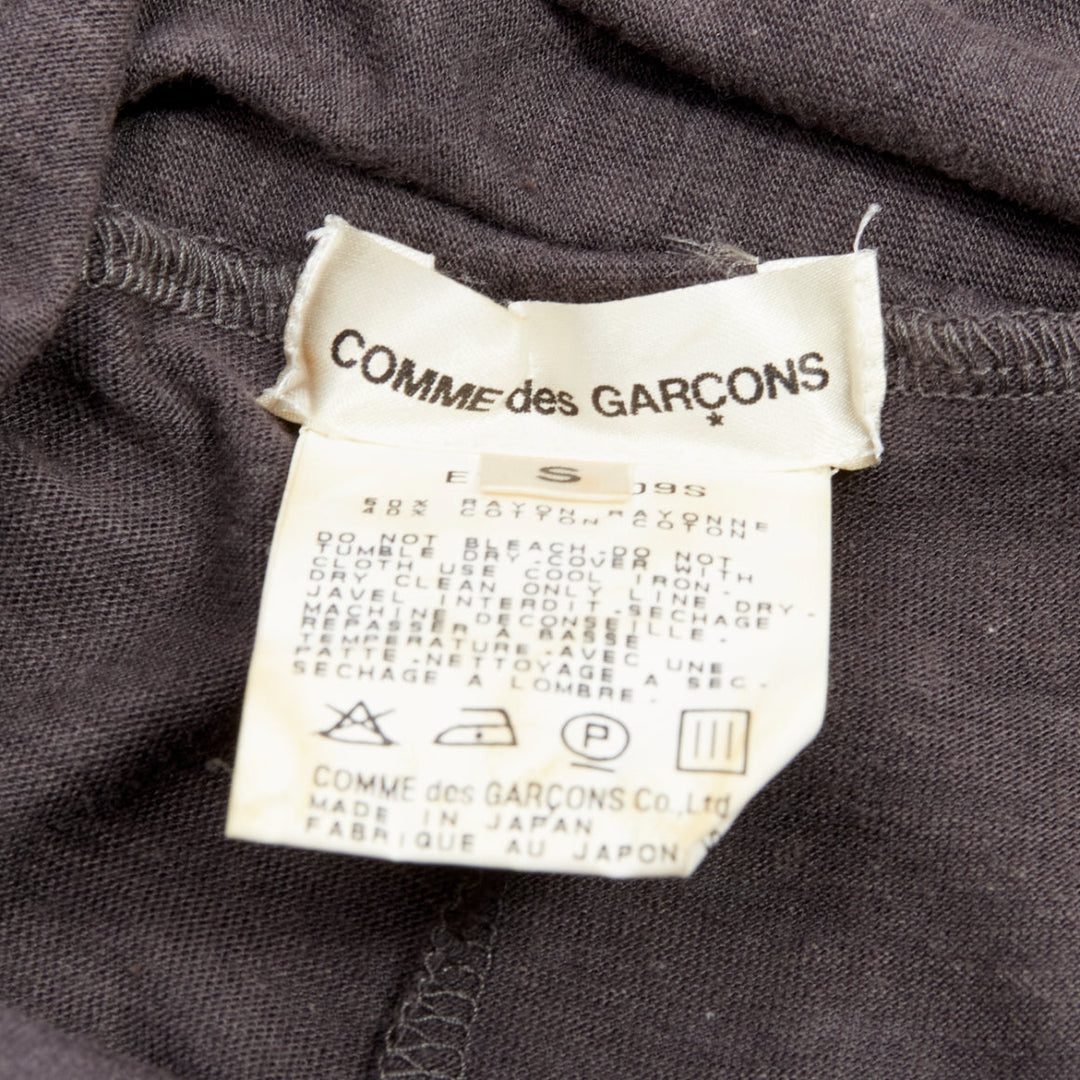 COMME des GARÇONS
*
S
E 09S
60% RAYON RAYONNE
40% COTTON COTON
DO NOT BLEACH.DO NOT
TUMBLE DRY.COVER WITH
CLOTH USE COOL IRON.
DRY CLEAN ONLY LINE DRY.
JAVEL INTERDIT.SECHAGE
MACHINE DECONSEILLE.
REPASSER A BASSE
TEMPERATURE.AVEC UNE
PATTE.NETTOYAGE A SEC.
SECHAGE A LOMBRE.
P
COMME des GARÇONS Co.,Ltd
MADE IN JAPAN
FABRIQUE AU JAPON